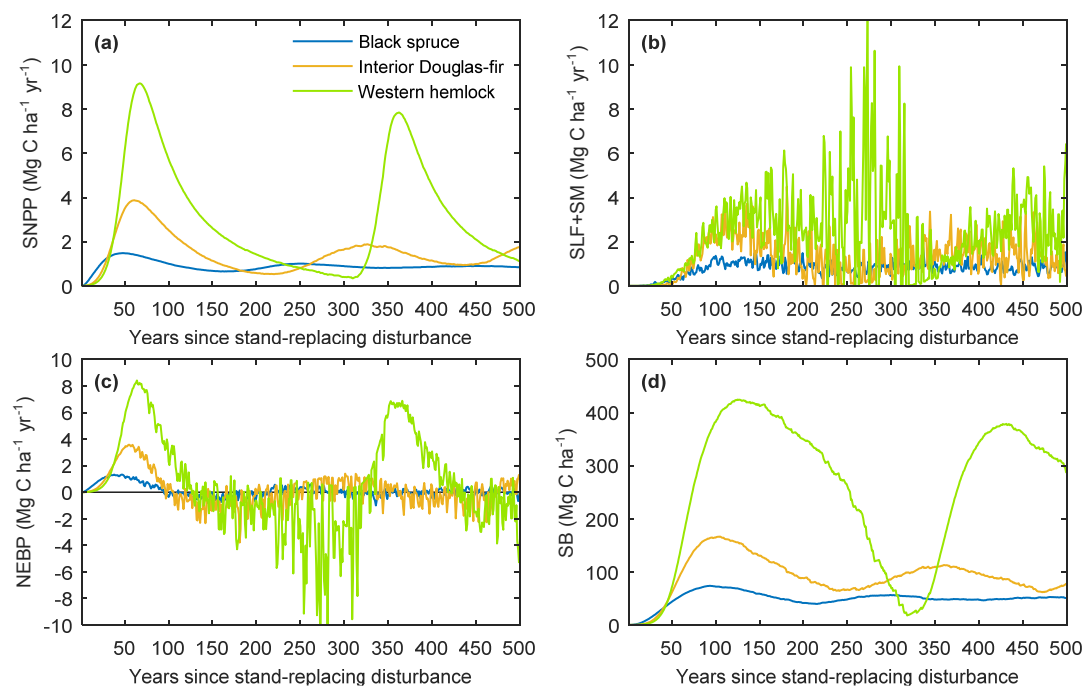 (a)
Black spruce
Interior Douglas-fir
Western hemlock
SNPP (Mg C ha-1 yr-1)
12
10
8
6
4
2
0
50 100 150 200 250 300 350 400 450 500
Years since stand-replacing disturbance
(b)
SLF+SM (Mg C ha-1 yr-1)
12
10
8
6
4
2
0
50 100 150 200 250 300 350 400 450 500
Years since stand-replacing disturbance
(c)
NEBP (Mg C ha-1 yr-1)
10
8
6
4
2
0
-2
-4
-6
-8
-10
50 100 150 200 250 300 350 400 450 500
Years since stand-replacing disturbance
(d)
SB (Mg C ha-1)
500
400
300
200
100
0
50 100 150 200 250 300 350 400 450 500
Years since stand-replacing disturbance